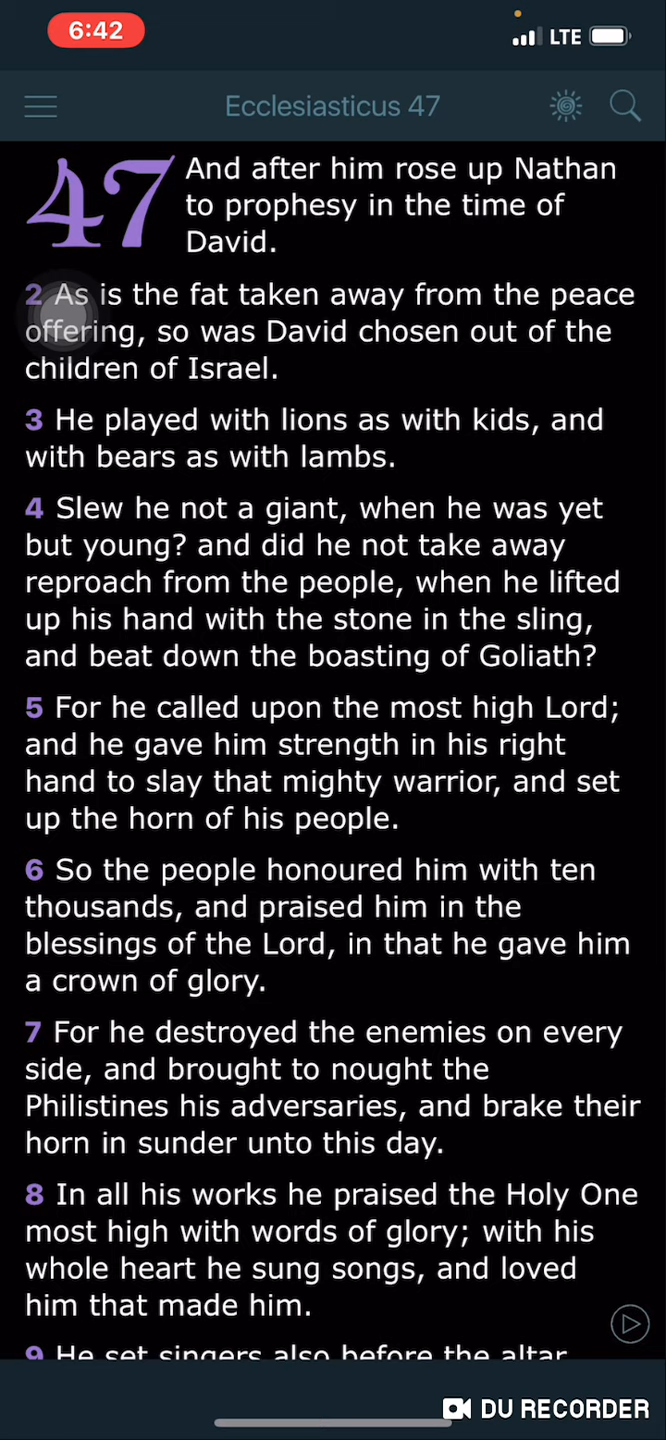 6:42
LTE
Ecclesiasticus 47
47 And after him rose up Nathan
to prophesy in the time of
David.
2 As is the fat taken away from the peace
offering, so was David chosen out of the
children of Israel.
3 He played with lions as with kids, and
with bears as with lambs.
4 Slew he not a giant, when he was yet
but young? and did he not take away
reproach from the people, when he lifted
up his hand with the stone in the sling,
and beat down the boasting of Goliath?
5 For he called upon the most high Lord;
and he gave him strength in his right
hand to slay that mighty warrior, and set
up the horn of his people.
6 So the people honoured him with ten
thousands, and praised him in the
blessings of the Lord, in that he gave him
a crown of glory.
7 For he destroyed the enemies on every
side, and brought to nought the
Philistines his adversaries, and brake their
horn in sunder unto this day.
8 In all his works he praised the Holy One
most high with words of glory; with his
whole heart he sung songs, and loved
him that made him.
9 He set singers also before the altar,
DU RECORDER